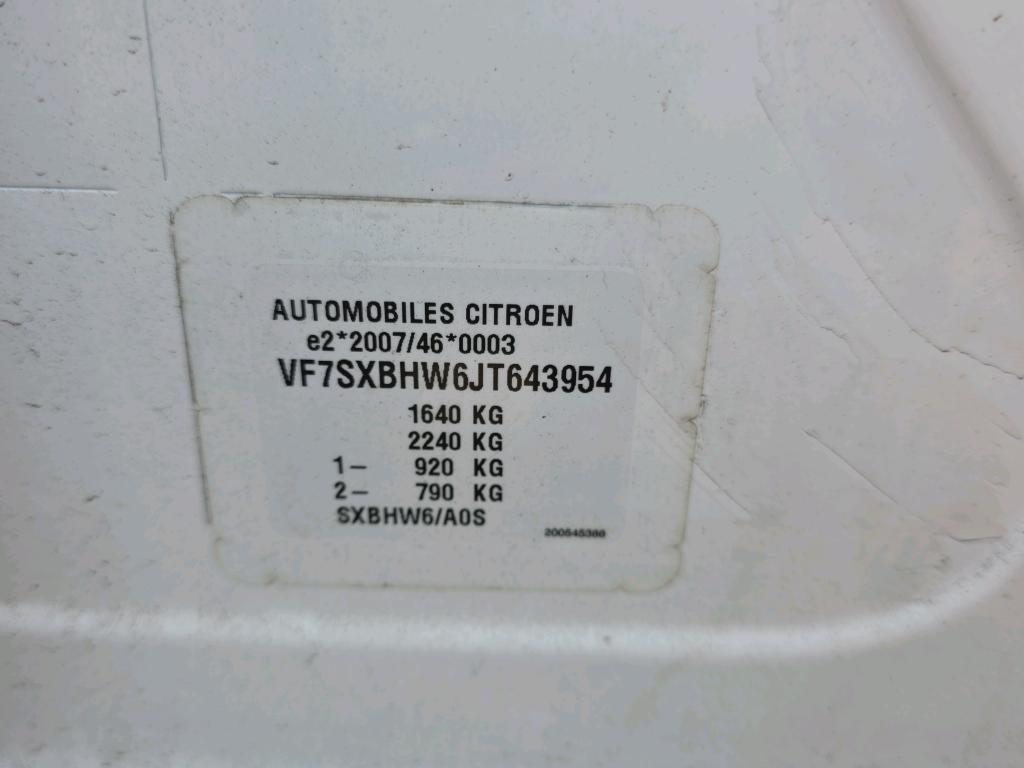 AUTOMOBILES CITROEN
e2*2007/46*0003
VF7SXBHW6JT643954
1640 KG
2240 KG
1– 920 KG
2– 790 KG
SXBHW6/A0S